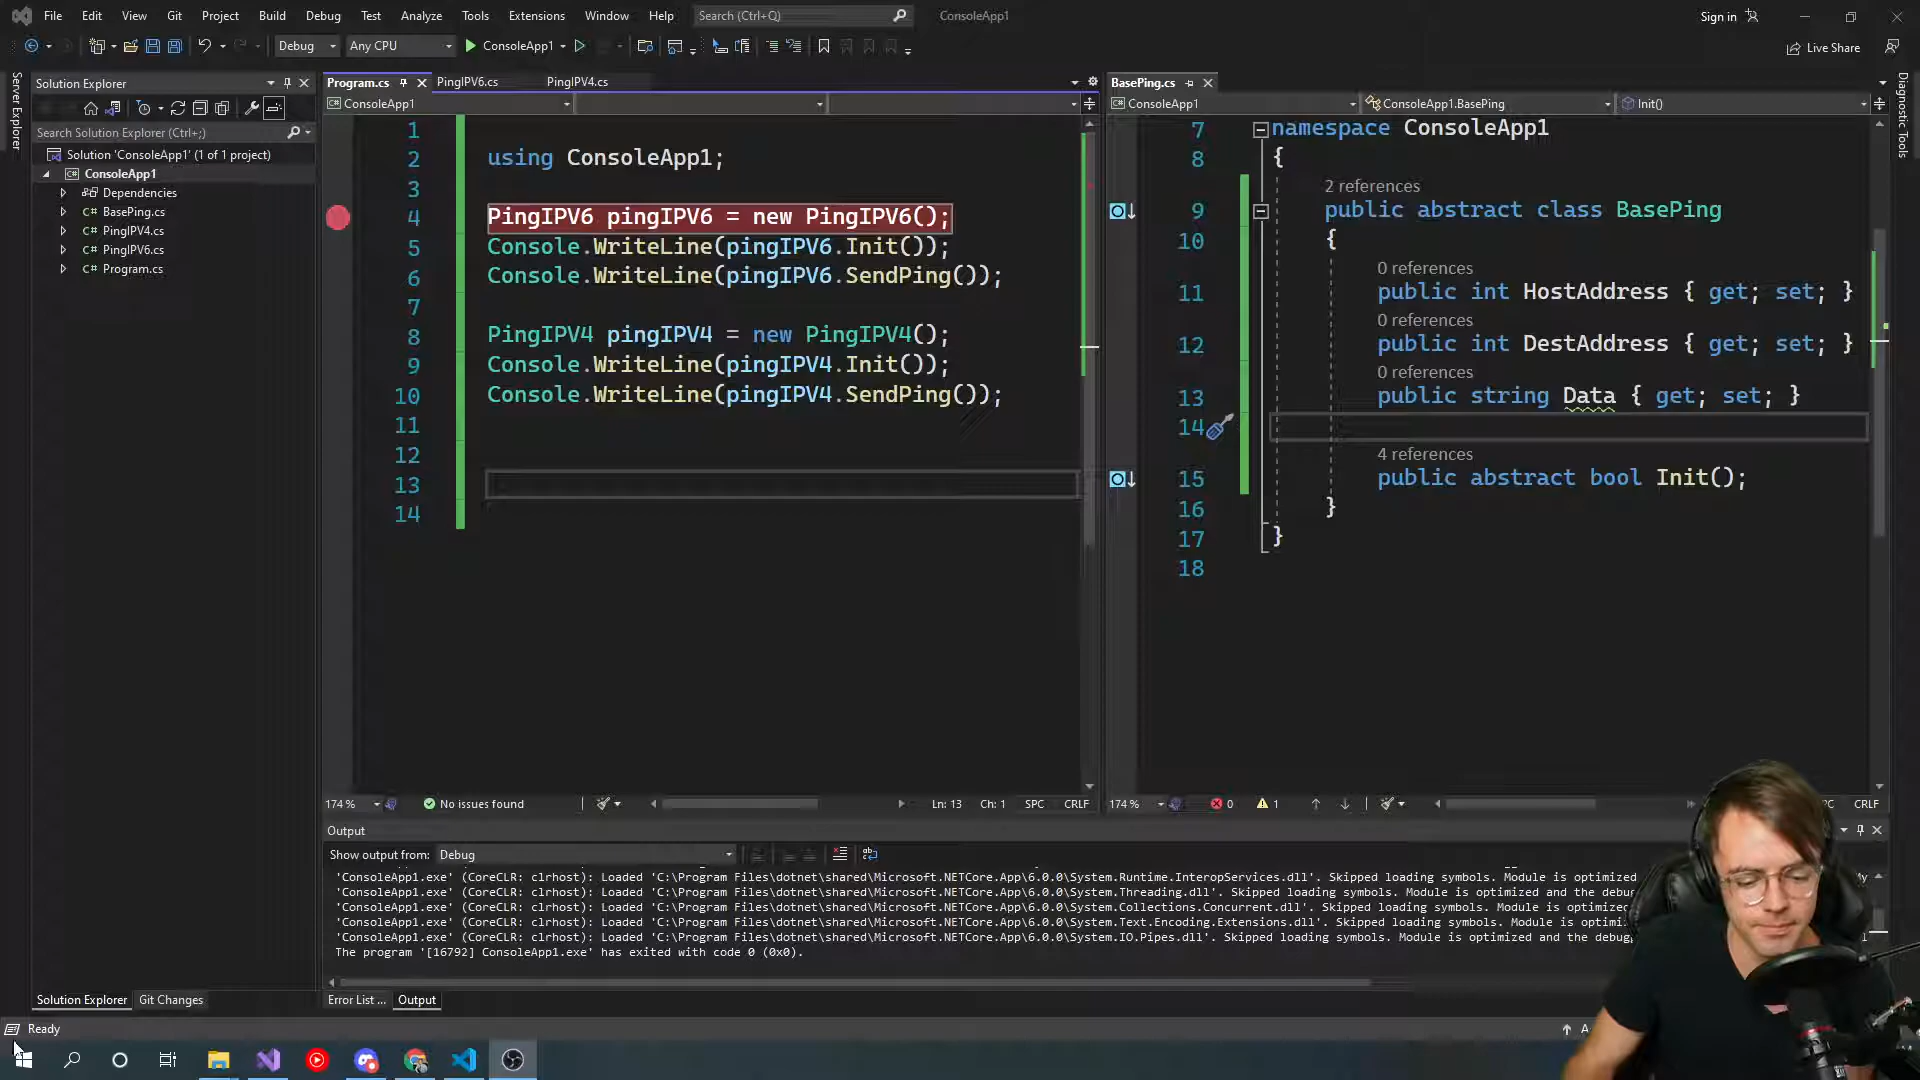 File Edit View Git Project Build Debug Test Analyze Tools Extensions Window Help Search (Ctrl+Q) ConsoleApp1 Sign in
Debug Any CPU ConsoleApp1 Live Share
Server Explorer
Solution Explorer
Search Solution Explorer (Ctrl+;)
Solution 'ConsoleApp1' (1 of 1 project)
ConsoleApp1
Dependencies
C# BasePing.cs
C# PingIPV4.cs
C# PingIPV6.cs
C# Program.cs
Program.cs PingIPV6.cs PingIPV4.cs
ConsoleApp1
1
2 using ConsoleApp1;
3
4 PingIPV6 pingIPV6 = new PingIPV6();
5 Console.WriteLine(pingIPV6.Init());
6 Console.WriteLine(pingIPV6.SendPing());
7
8 PingIPV4 pingIPV4 = new PingIPV4();
9 Console.WriteLine(pingIPV4.Init());
10 Console.WriteLine(pingIPV4.SendPing());
11
12
13
14
174 % No issues found Ln: 13 Ch: 1 SPC CRLF
BasePing.cs
ConsoleApp1 ConsoleApp1.BasePing Init()
7 namespace ConsoleApp1
8 {
2 references
9 public abstract class BasePing
10 {
0 references
11 public int HostAddress { get; set; }
0 references
12 public int DestAddress { get; set; }
0 references
13 public string Data { get; set; }
14
4 references
15 public abstract bool Init();
16 }
17 }
18
174 % 0 1 CRLF
Diagnostic Tools
Output
Show output from: Debug
'ConsoleApp1.exe' (CoreCLR: clrhost): Loaded 'C:\Program Files\dotnet\shared\Microsoft.NETCore.App\6.0.0\System.Runtime.InteropServices.dll'. Skipped loading symbols. Module is optimized
'ConsoleApp1.exe' (CoreCLR: clrhost): Loaded 'C:\Program Files\dotnet\shared\Microsoft.NETCore.App\6.0.0\System.Threading.dll'. Skipped loading symbols. Module is optimized and the debug
'ConsoleApp1.exe' (CoreCLR: clrhost): Loaded 'C:\Program Files\dotnet\shared\Microsoft.NETCore.App\6.0.0\System.Collections.Concurrent.dll'. Skipped loading symbols. Module is optimized
'ConsoleApp1.exe' (CoreCLR: clrhost): Loaded 'C:\Program Files\dotnet\shared\Microsoft.NETCore.App\6.0.0\System.Text.Encoding.Extensions.dll'. Skipped loading symbols. Module is optimi
'ConsoleApp1.exe' (CoreCLR: clrhost): Loaded 'C:\Program Files\dotnet\shared\Microsoft.NETCore.App\6.0.0\System.IO.Pipes.dll'. Skipped loading symbols. Module is optimized and the debug
The program '[16792] ConsoleApp1.exe' has exited with code 0 (0x0).
Solution Explorer Git Changes Error List ... Output
Ready